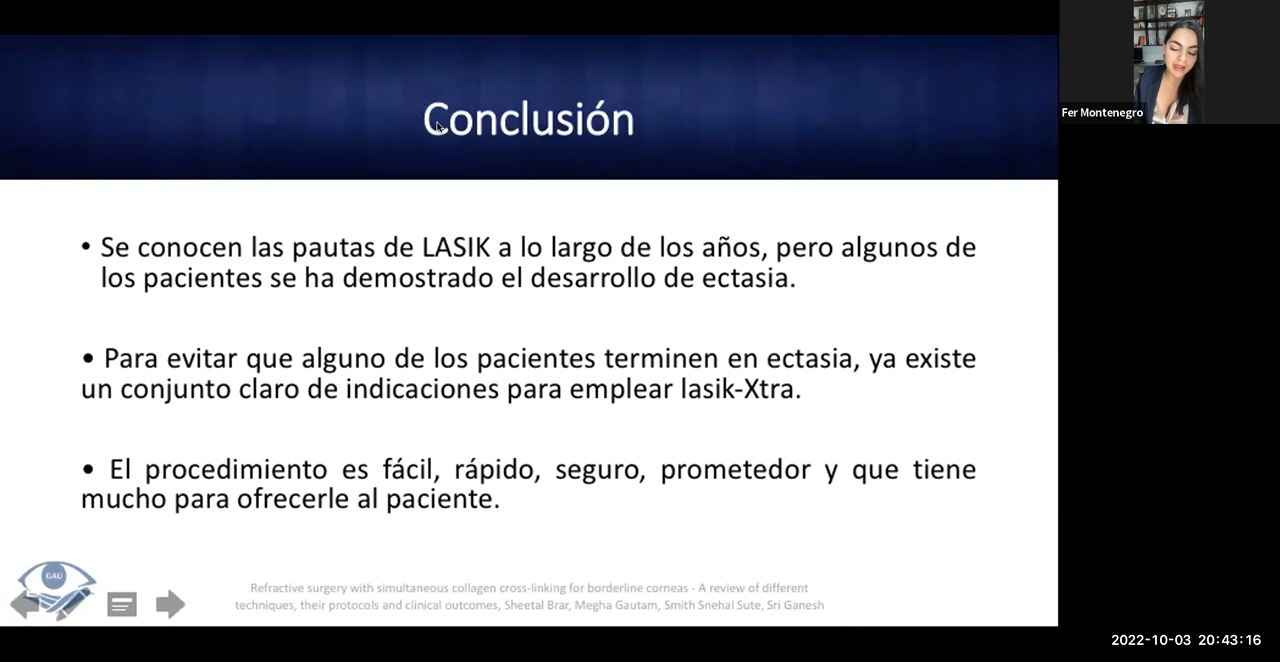 Conclusión
• Se conocen las pautas de LASIK a lo largo de los años, pero algunos de
los pacientes se ha demostrado el desarrollo de ectasia.
• Para evitar que alguno de los pacientes terminen en ectasia, ya existe
un conjunto claro de indicaciones para emplear lasik-Xtra.
• El procedimiento es fácil, rápido, seguro, prometedor y que tiene
mucho para ofrecerle al paciente.
GAU
Refractive surgery with simultaneous collagen cross-linking for borderline corneas - A review of different
techniques, their protocols and clinical outcomes, Sheetal Brar, Megha Gautam, Smith Snehal Sute, Sri Ganesh
Fer Montenegro
2022-10-03 20:43:16